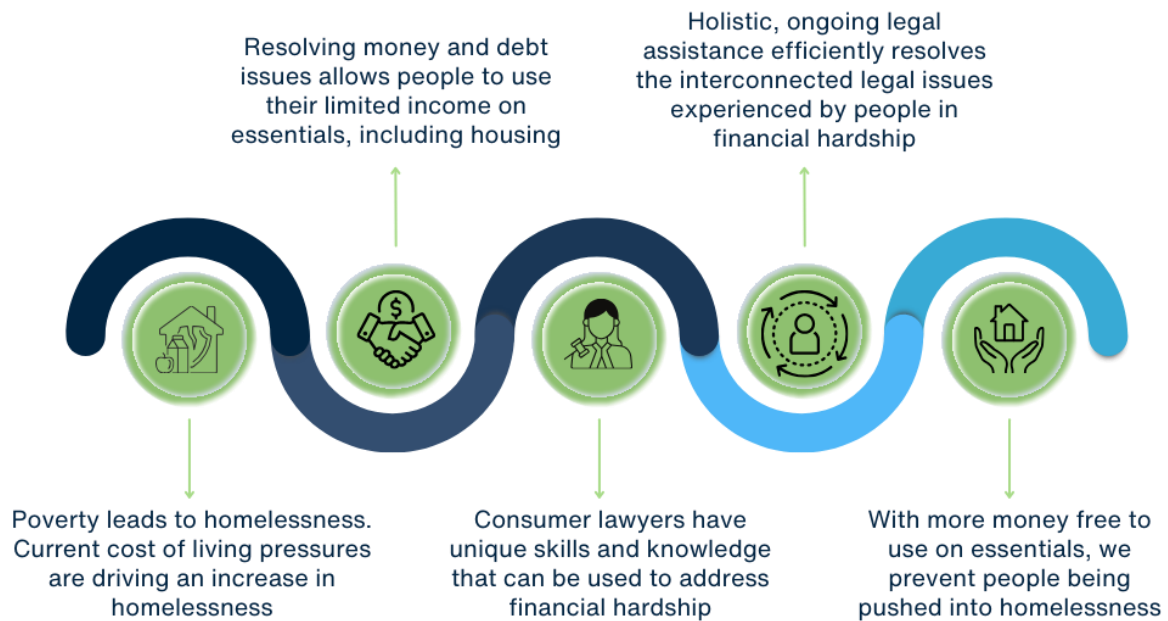 Poverty leads to homelessness.
Current cost of living pressures
are driving an increase in
homelessness
Resolving money and debt
issues allows people to use
their limited income on
essentials, including housing
$
Consumer lawyers have
unique skills and knowledge
that can be used to address
financial hardship
Holistic, ongoing legal
assistance efficiently resolves
the interconnected legal issues
experienced by people in
financial hardship
With more money free to
use on essentials, we
prevent people being
pushed into homelessness